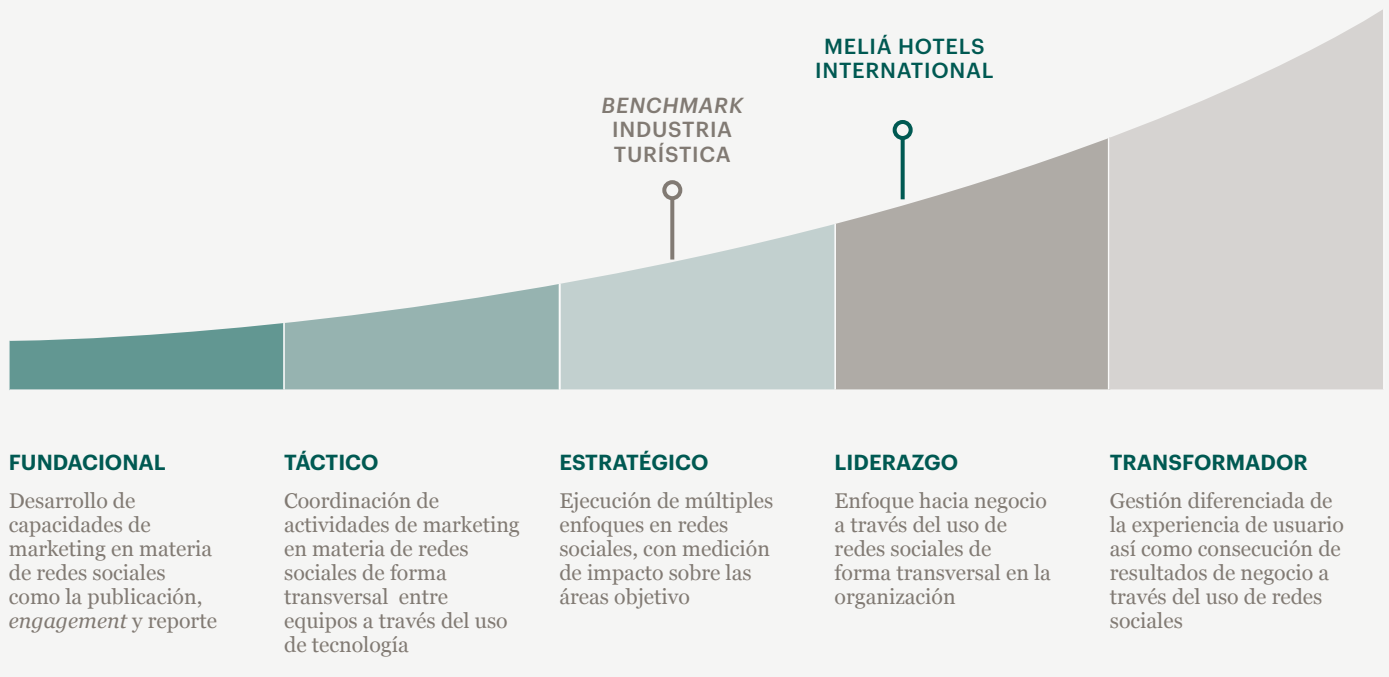 MELIÁ HOTELS
INTERNATIONAL
BENCHMARK
INDUSTRIA
TURÍSTICA
FUNDACIONAL
Desarrollo de
capacidades de
marketing en materia
de redes sociales
como la publicación,
engagement y reporte
TÁCTICO
Coordinación de
actividades de marketing
en materia de redes
sociales de forma
transversal entre
equipos a través del uso
de tecnología
ESTRATÉGICO
Ejecución de múltiples
enfoques en redes
sociales, con medición
de impacto sobre las
áreas objetivo
LIDERAZGO
Enfoque hacia negocio
a través del uso de
redes sociales de
forma transversal en la
organización
TRANSFORMADOR
Gestión diferenciada de
la experiencia de usuario
así como consecución de
resultados de negocio a
través del uso de redes
sociales